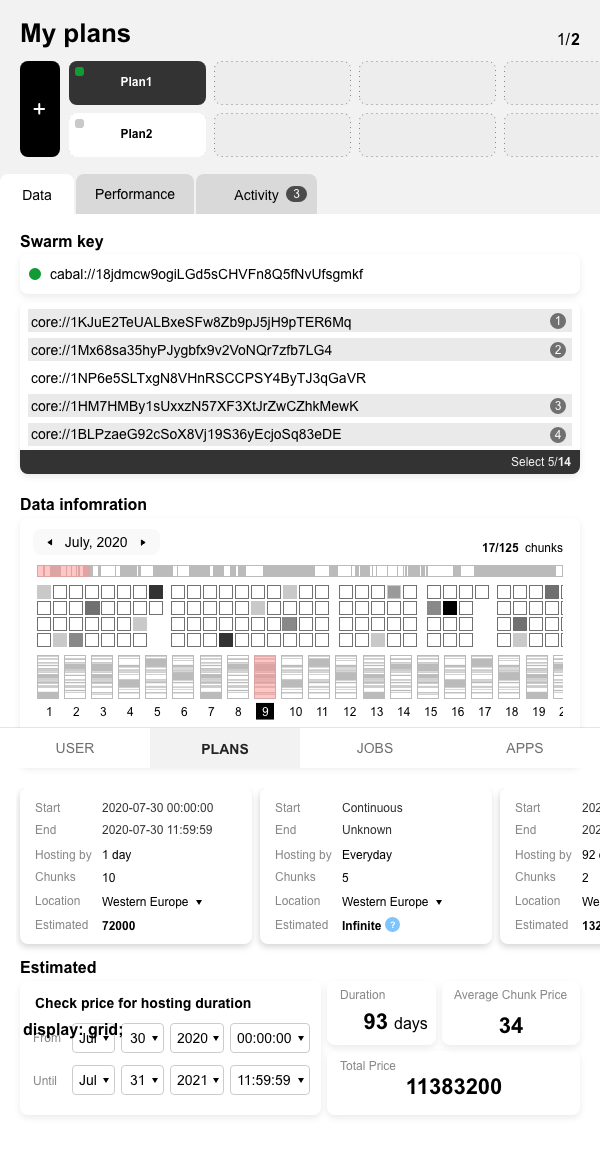 My plans
1/2
+
Plan1
Plan2
Data
Performance
Activity 3
Swarm key
cabal://18jdmcw9ogiLGd5sCHVFn8Q5fNvUfsgmkf
core://1KJuE2TeUALBxeSFw8Zb9pJ5jH9pTER6Mq 1
core://1Mx68sa35hyPJygbfx9v2VoNQr7zfb7LG4 2
core://1NP6e5SLTxgN8VHnRSCCPSY4ByTJ3qGaVR
core://1HM7HMBy1sUxxzN57XF3XtJrZwCZhkMewK 3
core://1BLPzaeG92cSoX8Vj19S36yEcjoSq83eDE 4
Select 5/14
Data infomration
July, 2020
17/125 chunks
1 2 3 4 5 6 7 8 9 10 11 12 13 14 15 16 17 18 19 2
USER
PLANS
JOBS
APPS
Start 2020-07-30 00:00:00
End 2020-07-30 11:59:59
Hosting by 1 day
Chunks 10
Location Western Europe
Estimated 72000
Start Continuous
End Unknown
Hosting by Everyday
Chunks 5
Location Western Europe
Estimated Infinite ?
Start 202
End 202
Hosting by 92
Chunks 2
Location We
Estimated 132
Estimated
Check price for hosting duration
display: grid;
From Jul 30 2020 00:00:00
Until Jul 31 2021 11:59:59
Duration
93 days
Average Chunk Price
34
Total Price
11383200